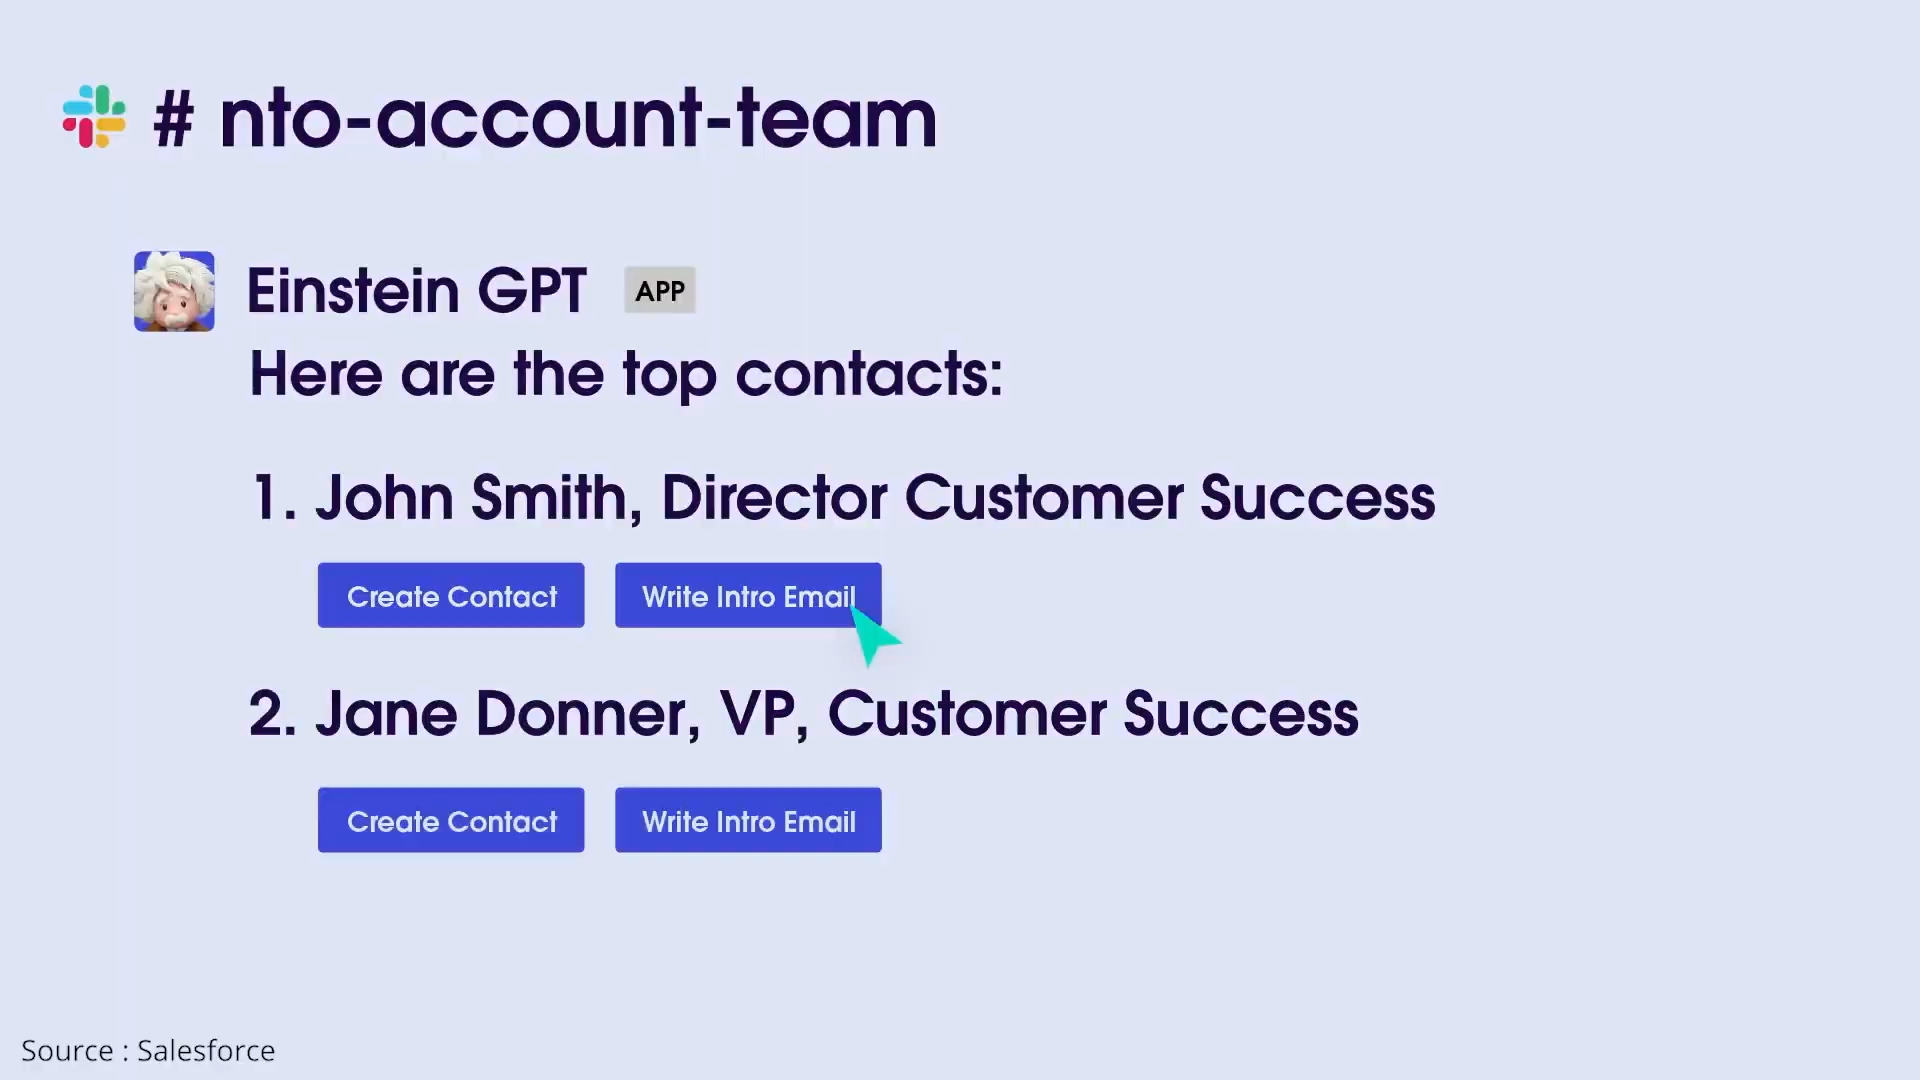 # nto-account-team
Einstein GPT APP
Here are the top contacts:
1. John Smith, Director Customer Success
Create Contact Write Intro Email
2. Jane Donner, VP, Customer Success
Create Contact Write Intro Email
Source : Salesforce